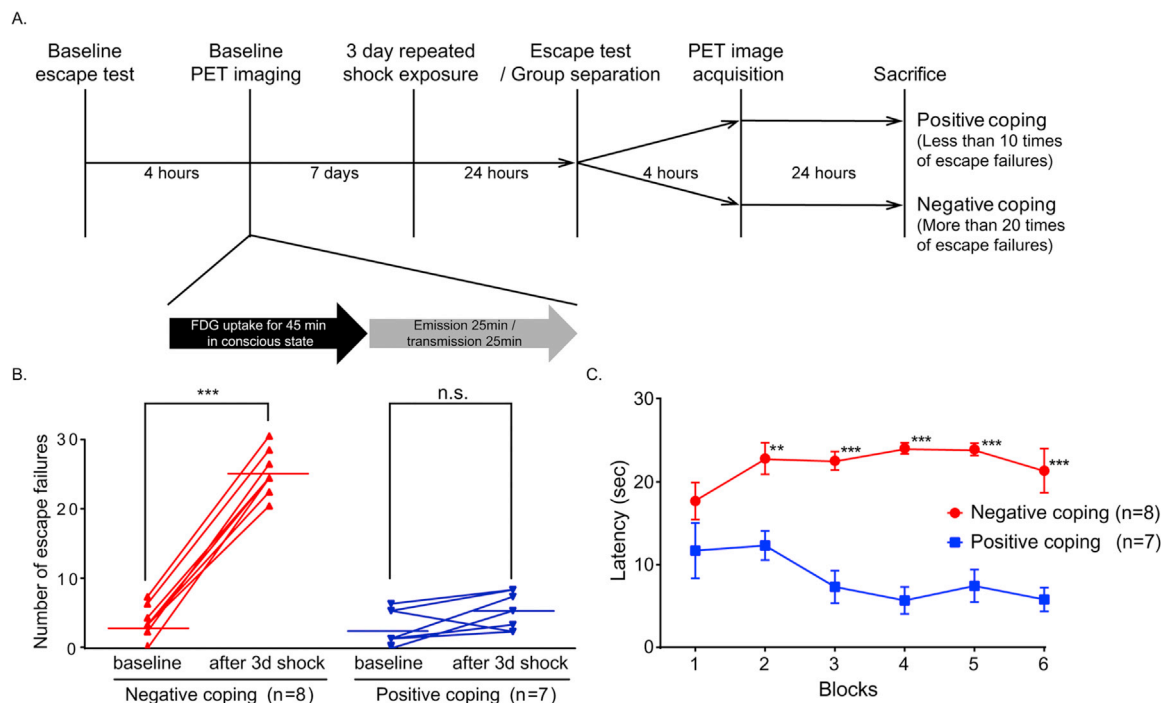 A.
Baseline
escape test
Baseline
PET imaging
3 day repeated
shock exposure
Escape test
/ Group separation
PET image
acquisition
Sacrifice
4 hours
7 days
24 hours
4 hours
24 hours
Positive coping
(Less than 10 times
of escape failures)
Negative coping
(More than 20 times
of escape failures)
FDG uptake for 45 min
in conscious state
Emission 25min /
transmission 25min
B.
***
n.s.
Number of escape failures
30
20
10
0
baseline
after 3d shock
baseline
after 3d shock
Negative coping (n=8)
Positive coping (n=7)
C.
Latency (sec)
30
20
10
0
**
***
***
***
***
Negative coping (n=8)
Positive coping (n=7)
1 2 3 4 5 6
Blocks